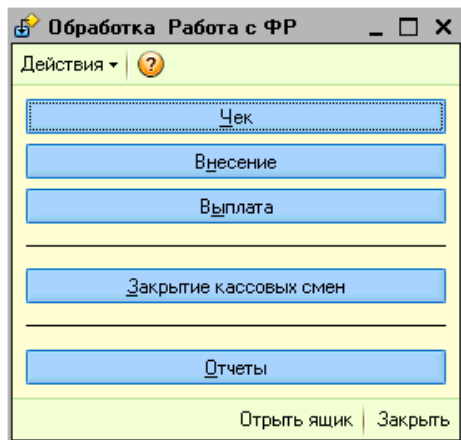 Обработка Работа с ФР
Действия
Чек
Внесение
Выплата
Закрытие кассовых смен
Отчеты
Отрыть ящик Закрыть